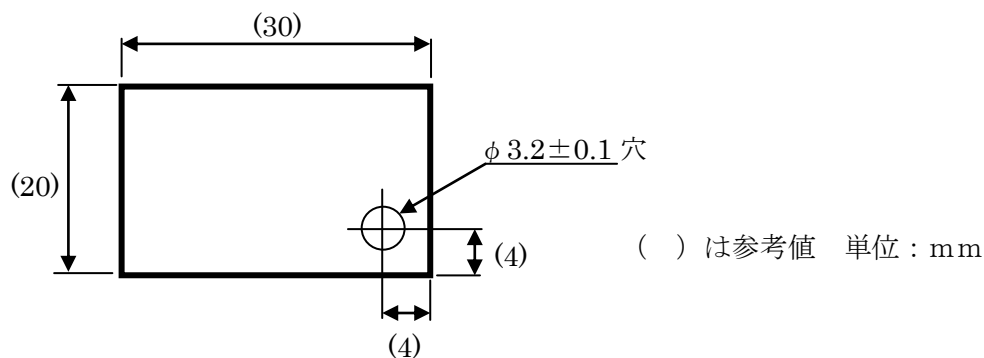 (30)
φ3.2±0.1 穴
(20)
(4)
(　)は参考値　単位：ｍｍ
(4)